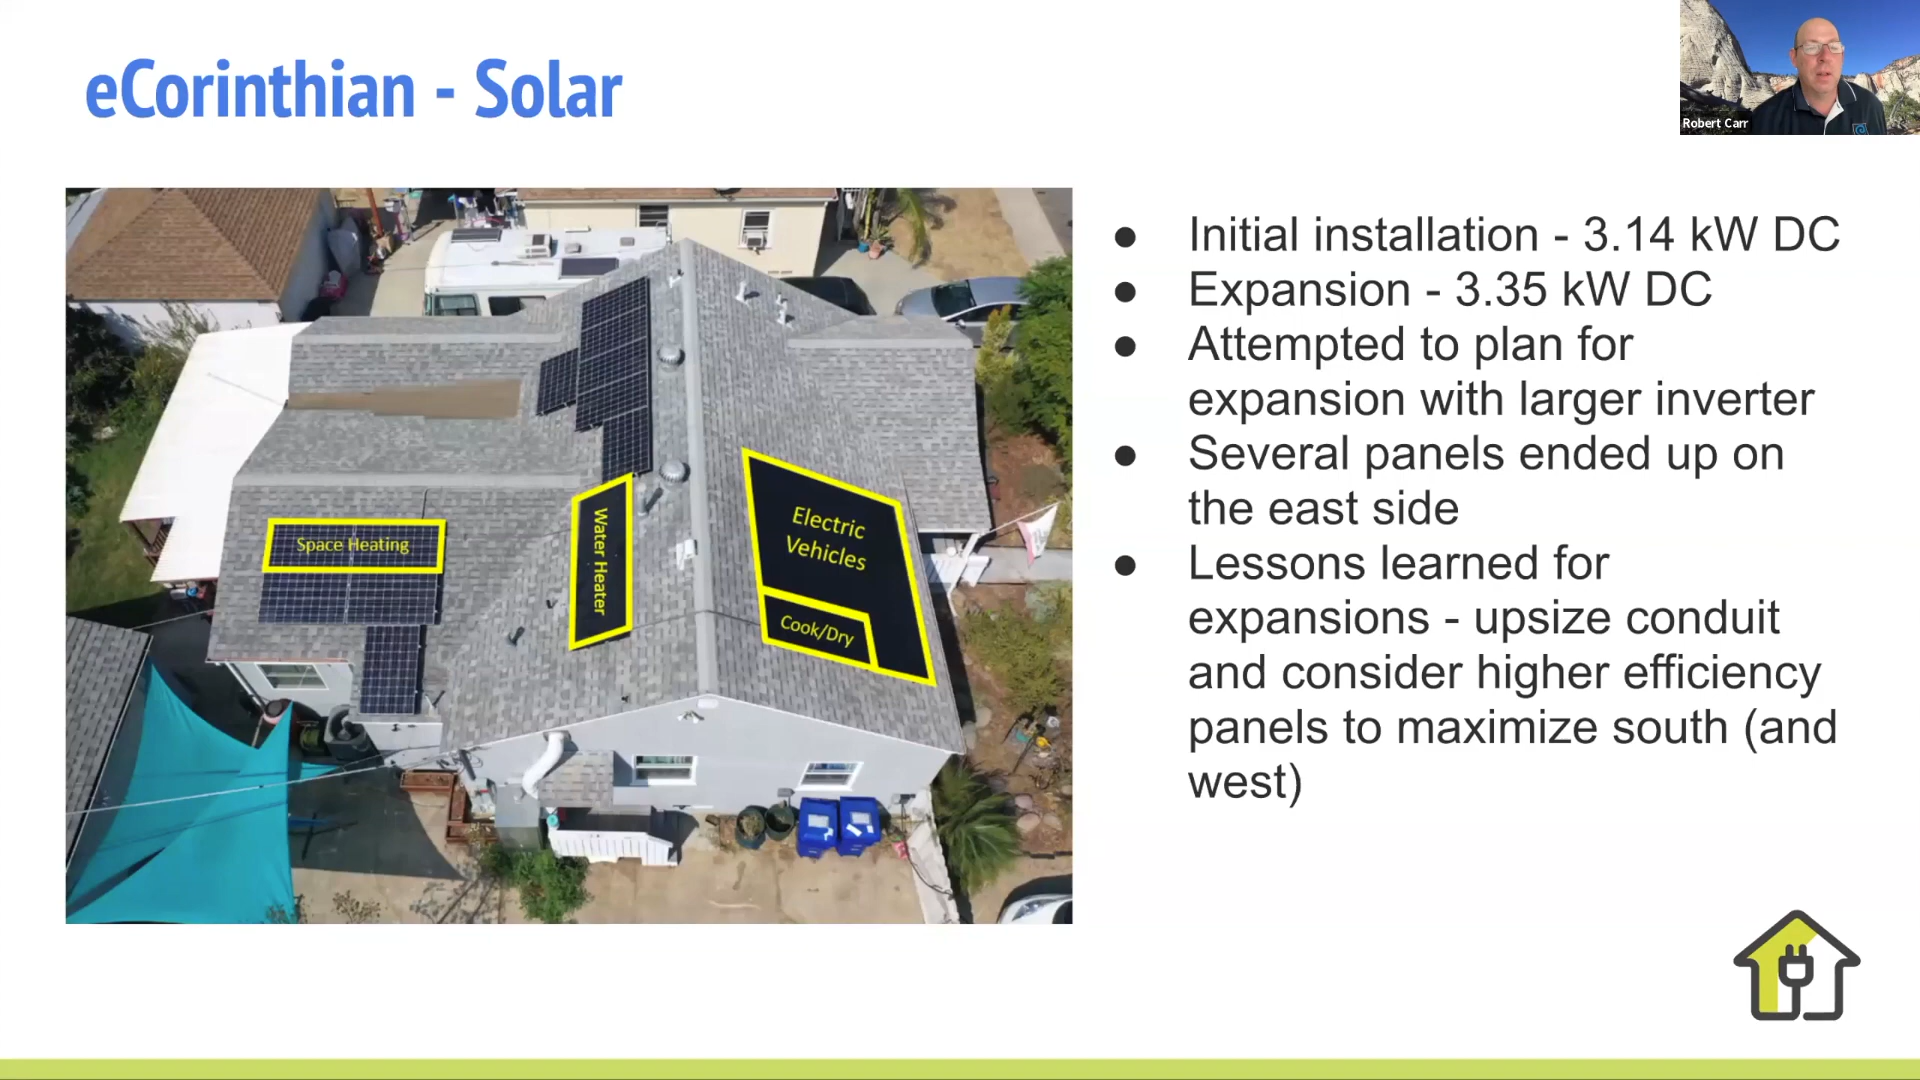 eCorinthian - Solar
Robert Carr
Space Heating
Water Heater
Electric
Vehicles
Cook/Dry
● Initial installation - 3.14 kW DC
● Expansion - 3.35 kW DC
● Attempted to plan for
expansion with larger inverter
● Several panels ended up on
the east side
● Lessons learned for
expansions - upsize conduit
and consider higher efficiency
panels to maximize south (and
west)